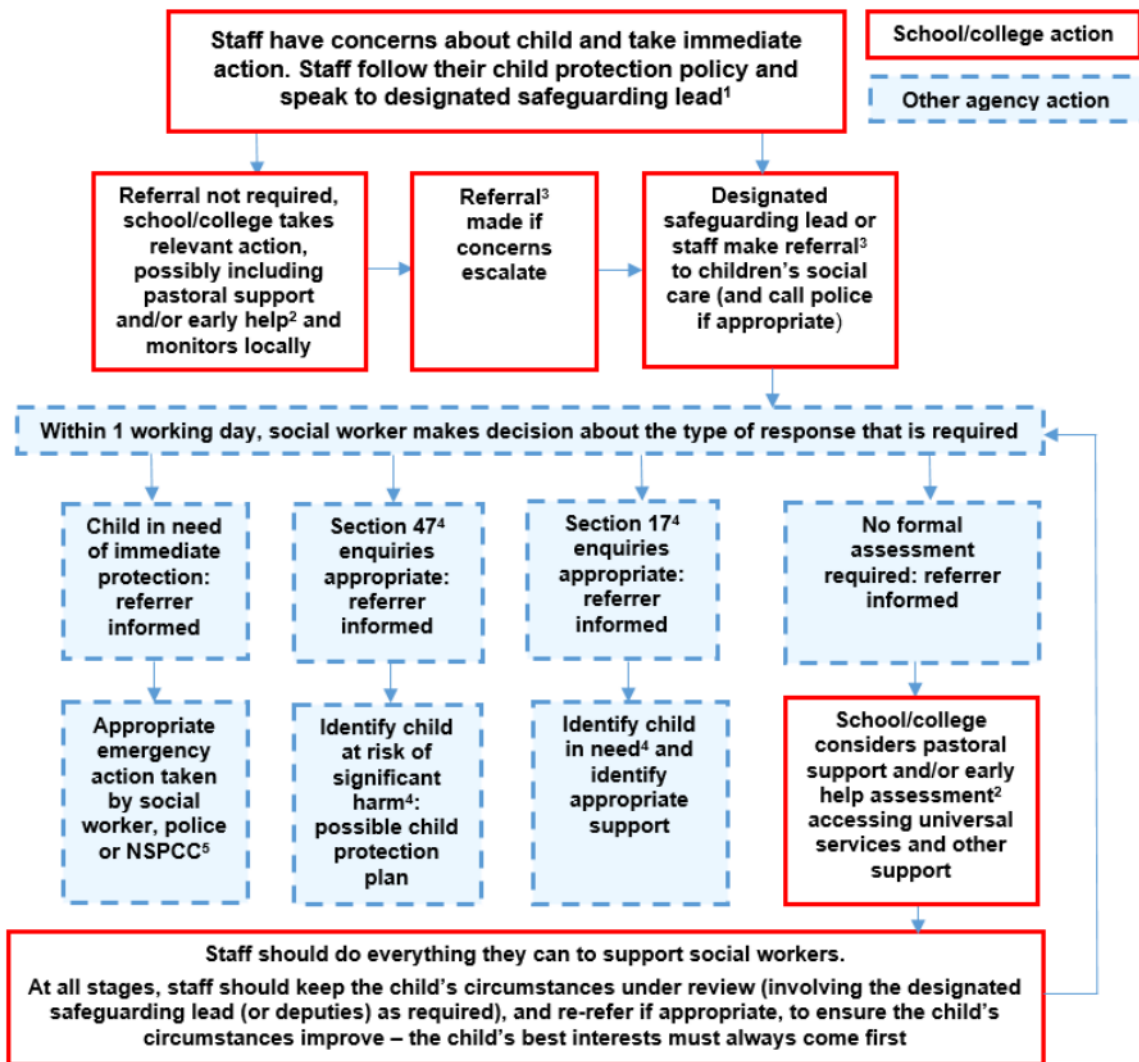 Staff have concerns about child and take immediate
action. Staff follow their child protection policy and
speak to designated safeguarding lead¹
School/college action
Other agency action
Referral not required,
school/college takes
relevant action,
possibly including
pastoral support
and/or early help² and
monitors locally
Referral³
made if
concerns
escalate
Designated
safeguarding lead or
staff make referral³
to children’s social
care (and call police
if appropriate)
Within 1 working day, social worker makes decision about the type of response that is required
Child in need
of immediate
protection:
referrer
informed
Section 47⁴
enquiries
appropriate:
referrer
informed
Section 17⁴
enquiries
appropriate:
referrer
informed
No formal
assessment
required: referrer
informed
Appropriate
emergency
action taken
by social
worker, police
or NSPCC⁵
Identify child
at risk of
significant
harm⁴:
possible child
protection
plan
Identify child
in need⁴ and
identify
appropriate
support
School/college
considers pastoral
support and/or early
help assessment²
accessing universal
services and other
support
Staff should do everything they can to support social workers.
At all stages, staff should keep the child’s circumstances under review (involving the designated
safeguarding lead (or deputies) as required), and re-refer if appropriate, to ensure the child’s
circumstances improve – the child’s best interests must always come first